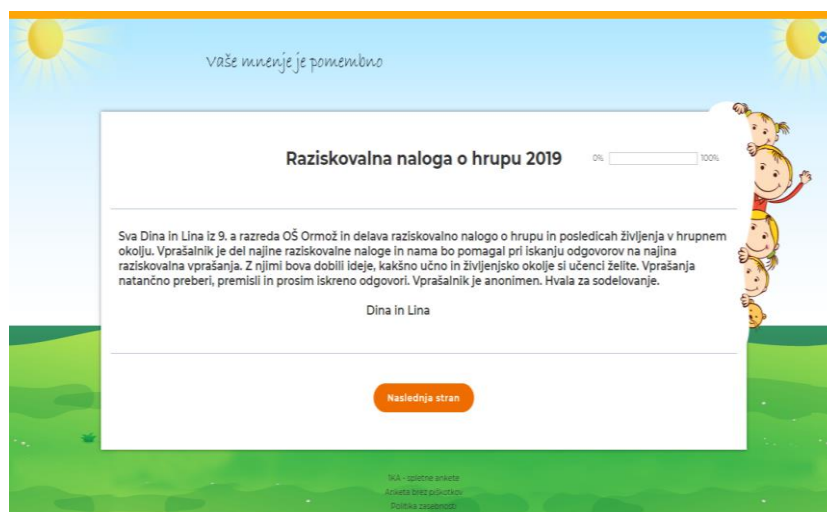 Vaše mnenje je pomembno
Raziskovalna naloga o hrupu 2019
0% 100%
Sva Dina in Lina iz 9. a razreda OŠ Ormož in delava raziskovalno nalogo o hrupu in posledicah življenja v hrupnem
okolju. Vprašalnik je del najine raziskovalne naloge in nama bo pomagal pri iskanju odgovorov na najina
raziskovalna vprašanja. Z njimi bova dobili ideje, kakšno učno in življenjsko okolje si učenci želite. Vprašanja
natančno preberi, premisli in prosim iskreno odgovori. Vprašalnik je anonimen. Hvala za sodelovanje.
Dina in Lina
Naslednja stran
1KA - spletne ankete
Anketa brez piškotkov
Politika zasebnosti